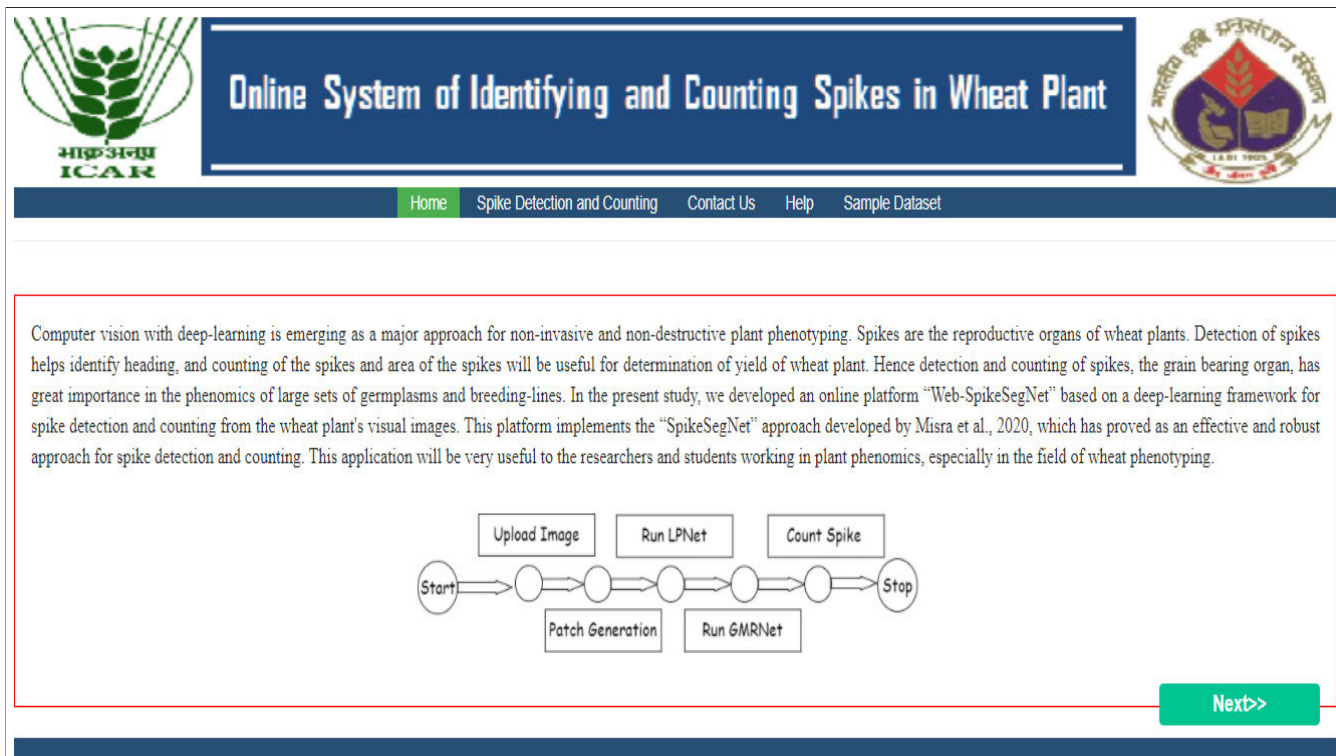 भाकृअनुप
ICAR
Online System of Identifying and Counting Spikes in Wheat Plant
भारतीय कृषि अनुसंधान संस्थान
Home Spike Detection and Counting Contact Us Help Sample Dataset
Computer vision with deep-learning is emerging as a major approach for non-invasive and non-destructive plant phenotyping. Spikes are the reproductive organs of wheat plants. Detection of spikes
helps identify heading, and counting of the spikes and area of the spikes will be useful for determination of yield of wheat plant. Hence detection and counting of spikes, the grain bearing organ, has
great importance in the phenomics of large sets of germplasms and breeding-lines. In the present study, we developed an online platform “Web-SpikeSegNet” based on a deep-learning framework for
spike detection and counting from the wheat plant's visual images. This platform implements the “SpikeSegNet” approach developed by Misra et al., 2020, which has proved as an effective and robust
approach for spike detection and counting. This application will be very useful to the researchers and students working in plant phenomics, especially in the field of wheat phenotyping.
Upload Image Run LPNet Count Spike
Start Stop
Patch Generation Run GMRNet
Next>>